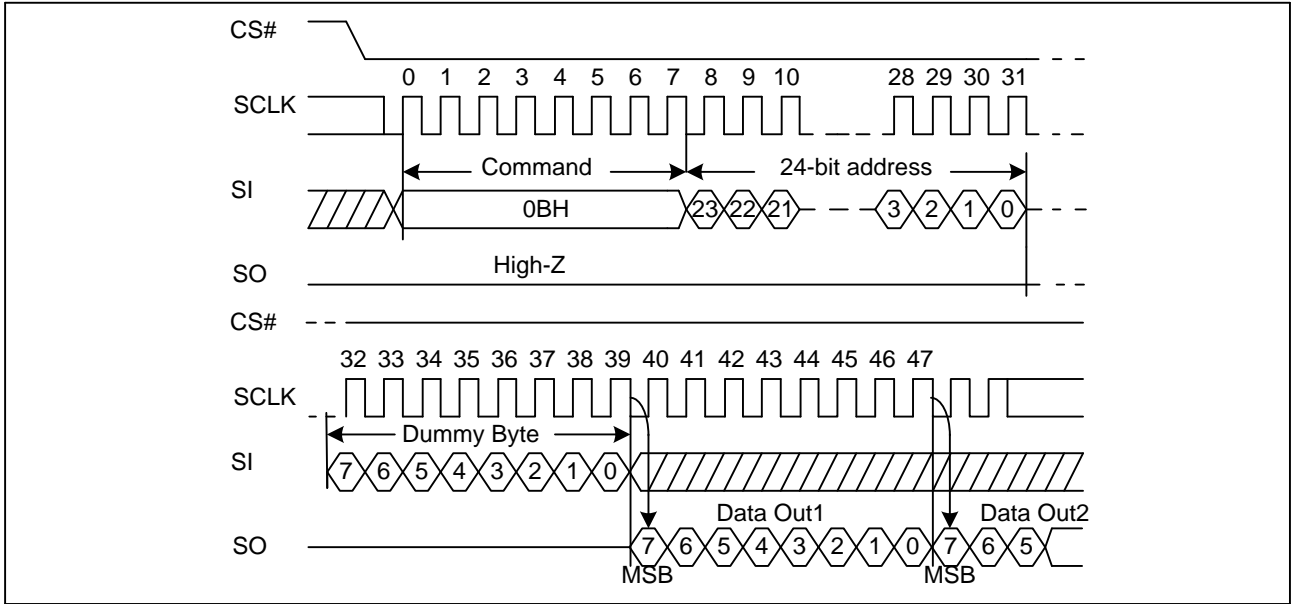 CS#
0 1 2 3 4 5 6 7 8 9 10 28 29 30 31
SCLK
Command 24-bit address
SI
0BH 23 22 21 3 2 1 0
High-Z
SO
CS#
32 33 34 35 36 37 38 39 40 41 42 43 44 45 46 47
SCLK
Dummy Byte
SI
7 6 5 4 3 2 1 0
Data Out1 Data Out2
SO
7 6 5 4 3 2 1 0 7 6 5
MSB MSB